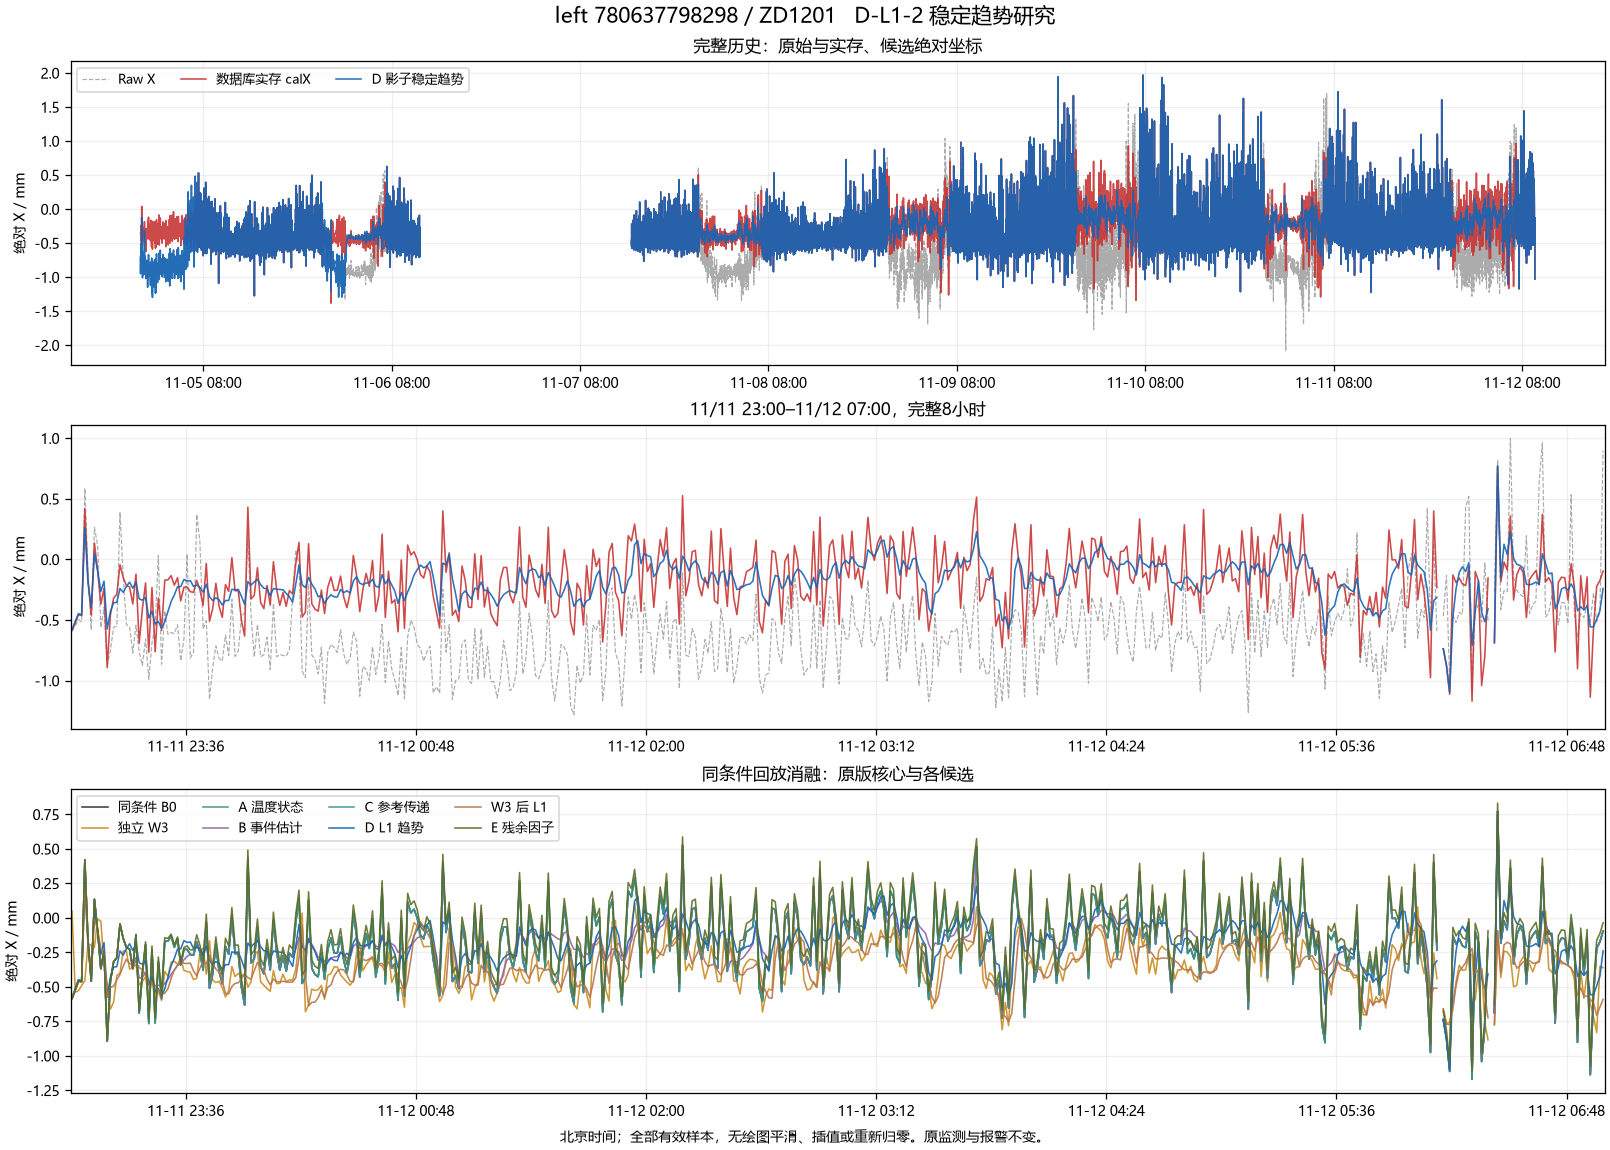 left 780637798298 / ZD1201   D-L1-2 稳定趋势研究
完整历史：原始与实存、候选绝对坐标
Raw X   数据库实存 calX   D 影子稳定趋势
绝对 X / mm
2.0
1.5
1.0
0.5
0.0
-0.5
-1.0
-1.5
-2.0
11-05 08:00   11-06 08:00   11-07 08:00   11-08 08:00   11-09 08:00   11-10 08:00   11-11 08:00   11-12 08:00
11/11 23:00–11/12 07:00，完整8小时
绝对 X / mm
1.0
0.5
0.0
-0.5
-1.0
11-11 23:36   11-12 00:48   11-12 02:00   11-12 03:12   11-12 04:24   11-12 05:36   11-12 06:48
同条件回放消融：原版核心与各候选
同条件 B0   A 温度状态   C 参考传递   W3 后 L1
独立 W3   B 事件估计   D L1 趋势   E 残余因子
绝对 X / mm
0.75
0.50
0.25
0.00
-0.25
-0.50
-0.75
-1.00
-1.25
11-11 23:36   11-12 00:48   11-12 02:00   11-12 03:12   11-12 04:24   11-12 05:36   11-12 06:48
北京时间；全部有效样本，无绘图平滑、插值或重新归零。原监测与报警不变。